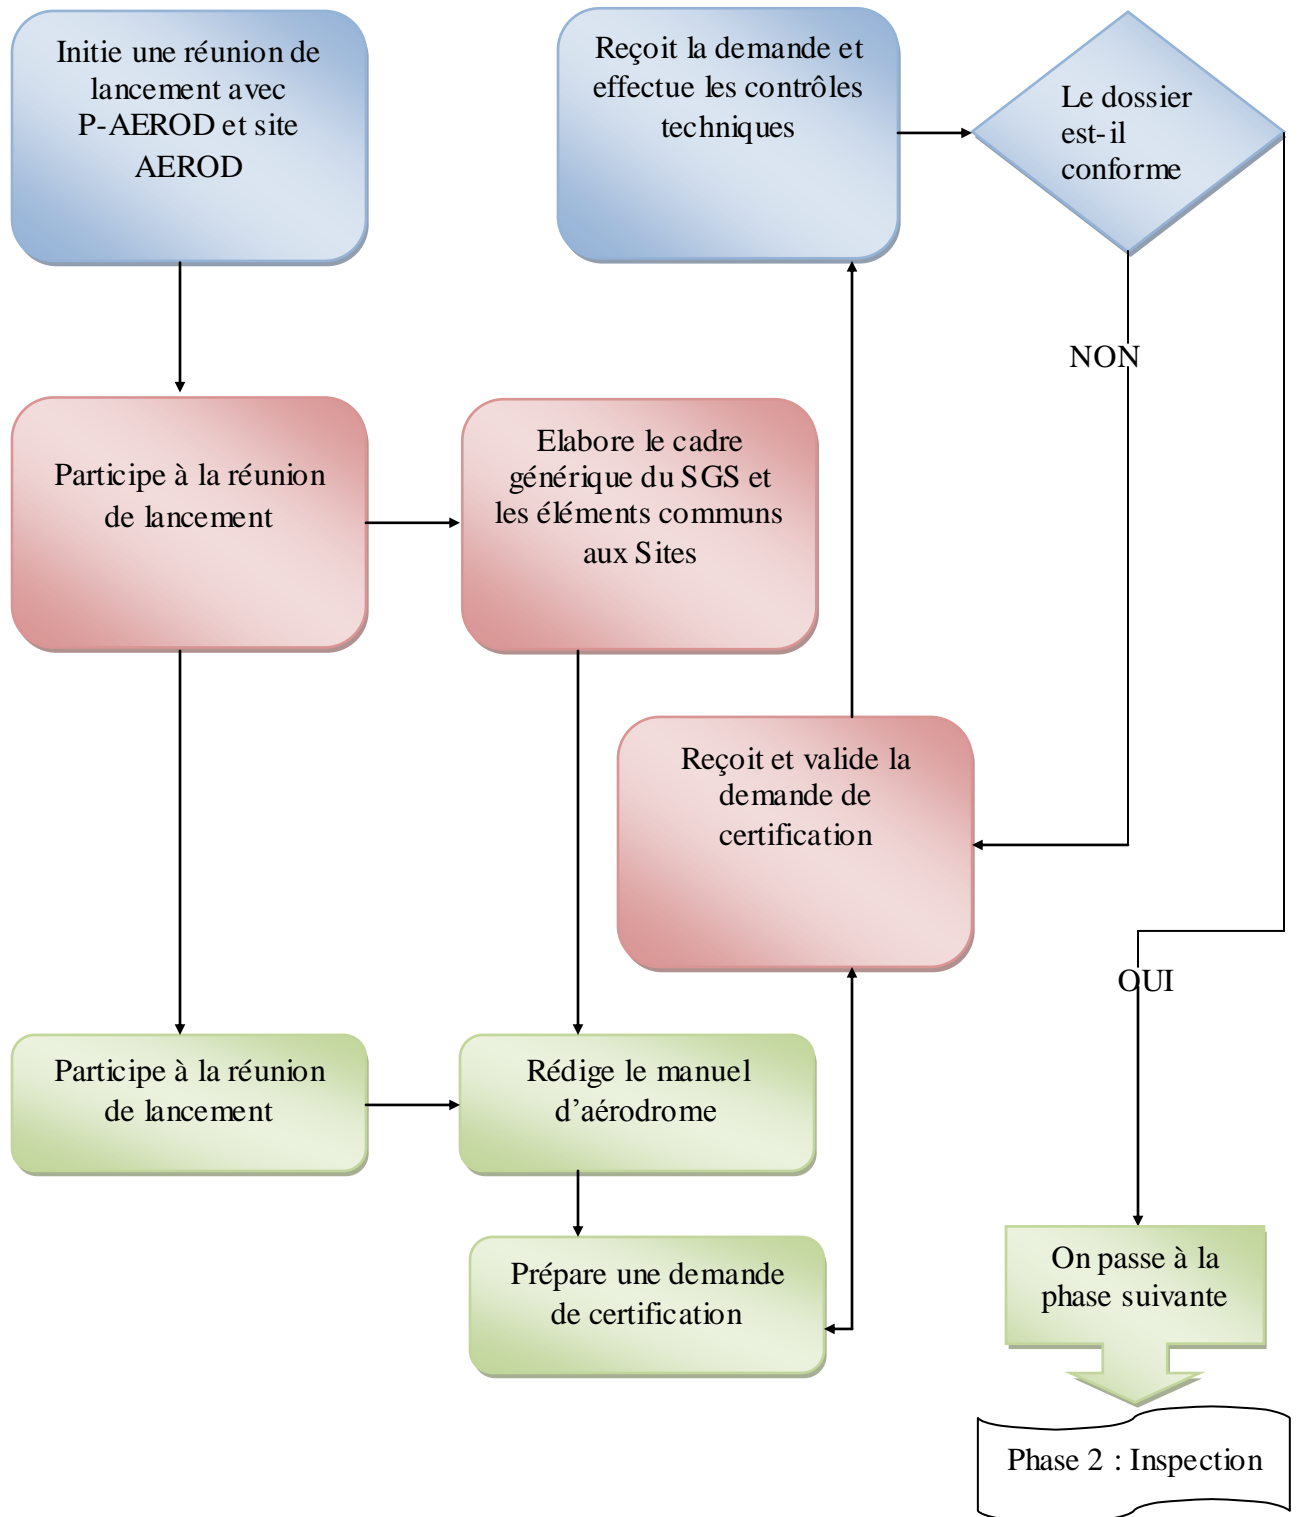 Initie une réunion de
lancement avec
P-AEROD et site
AEROD
Reçoit la demande et
effectue les contrôles
techniques
Le dossier
est-il
conforme
NON
Participe à la réunion
de lancement
Elabore le cadre
générique du SGS et
les éléments communs
aux Sites
Reçoit et valide la
demande de
certification
OUI
Participe à la réunion
de lancement
Rédige le manuel
d’aérodrome
Prépare une demande
de certification
On passe à la
phase suivante
Phase 2 : Inspection